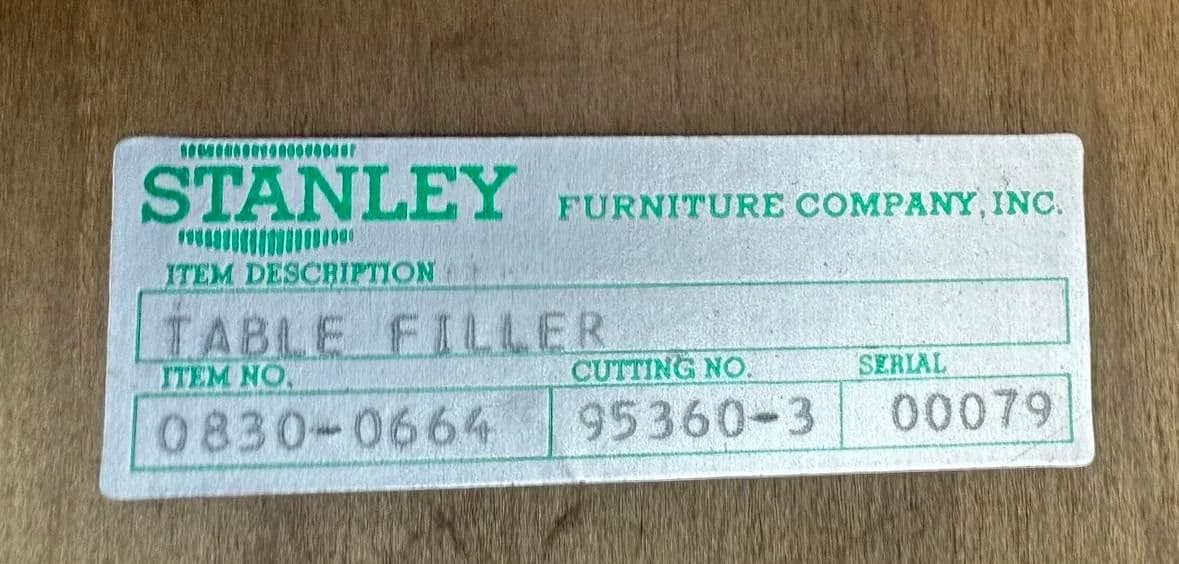 STANLEY FURNITURE COMPANY, INC.
ITEM DESCRIPTION
TABLE FILLER
ITEM NO. CUTTING NO. SERIAL
0830-0664 95360-3 00079